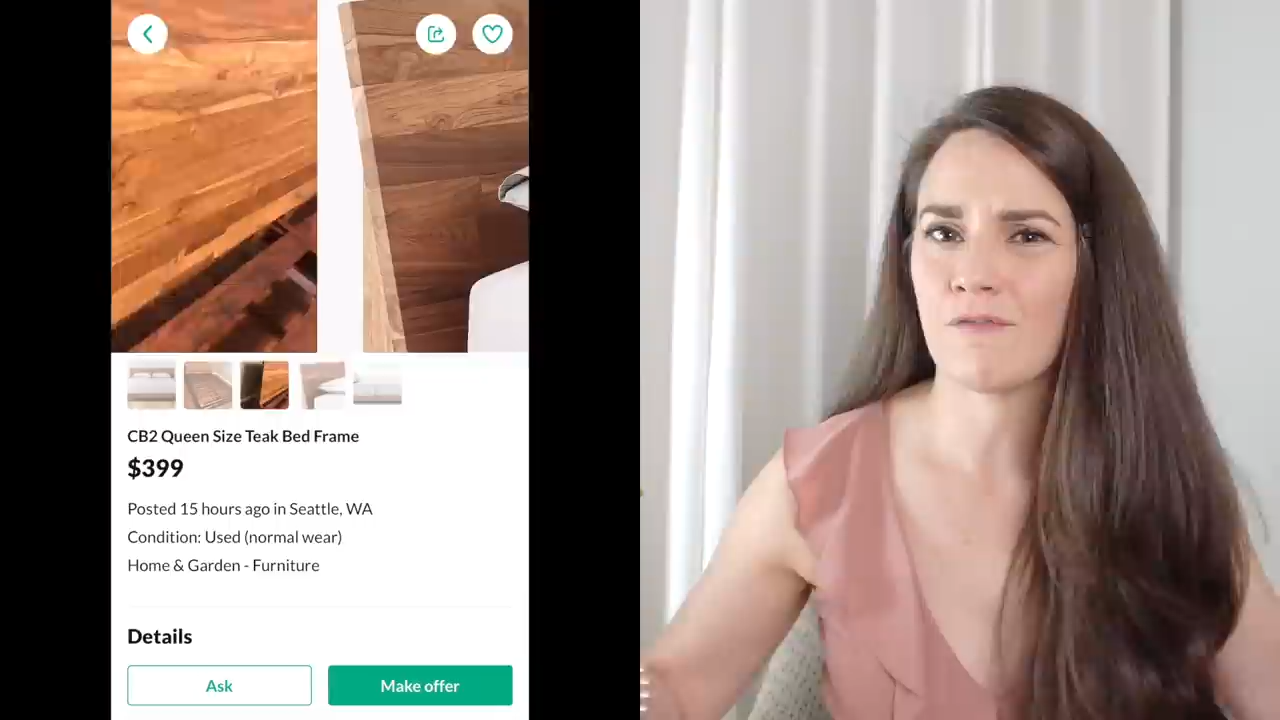 CB2 Queen Size Teak Bed Frame
$399
Posted 15 hours ago in Seattle, WA
Condition: Used (normal wear)
Home & Garden - Furniture
Details
Ask
Make offer